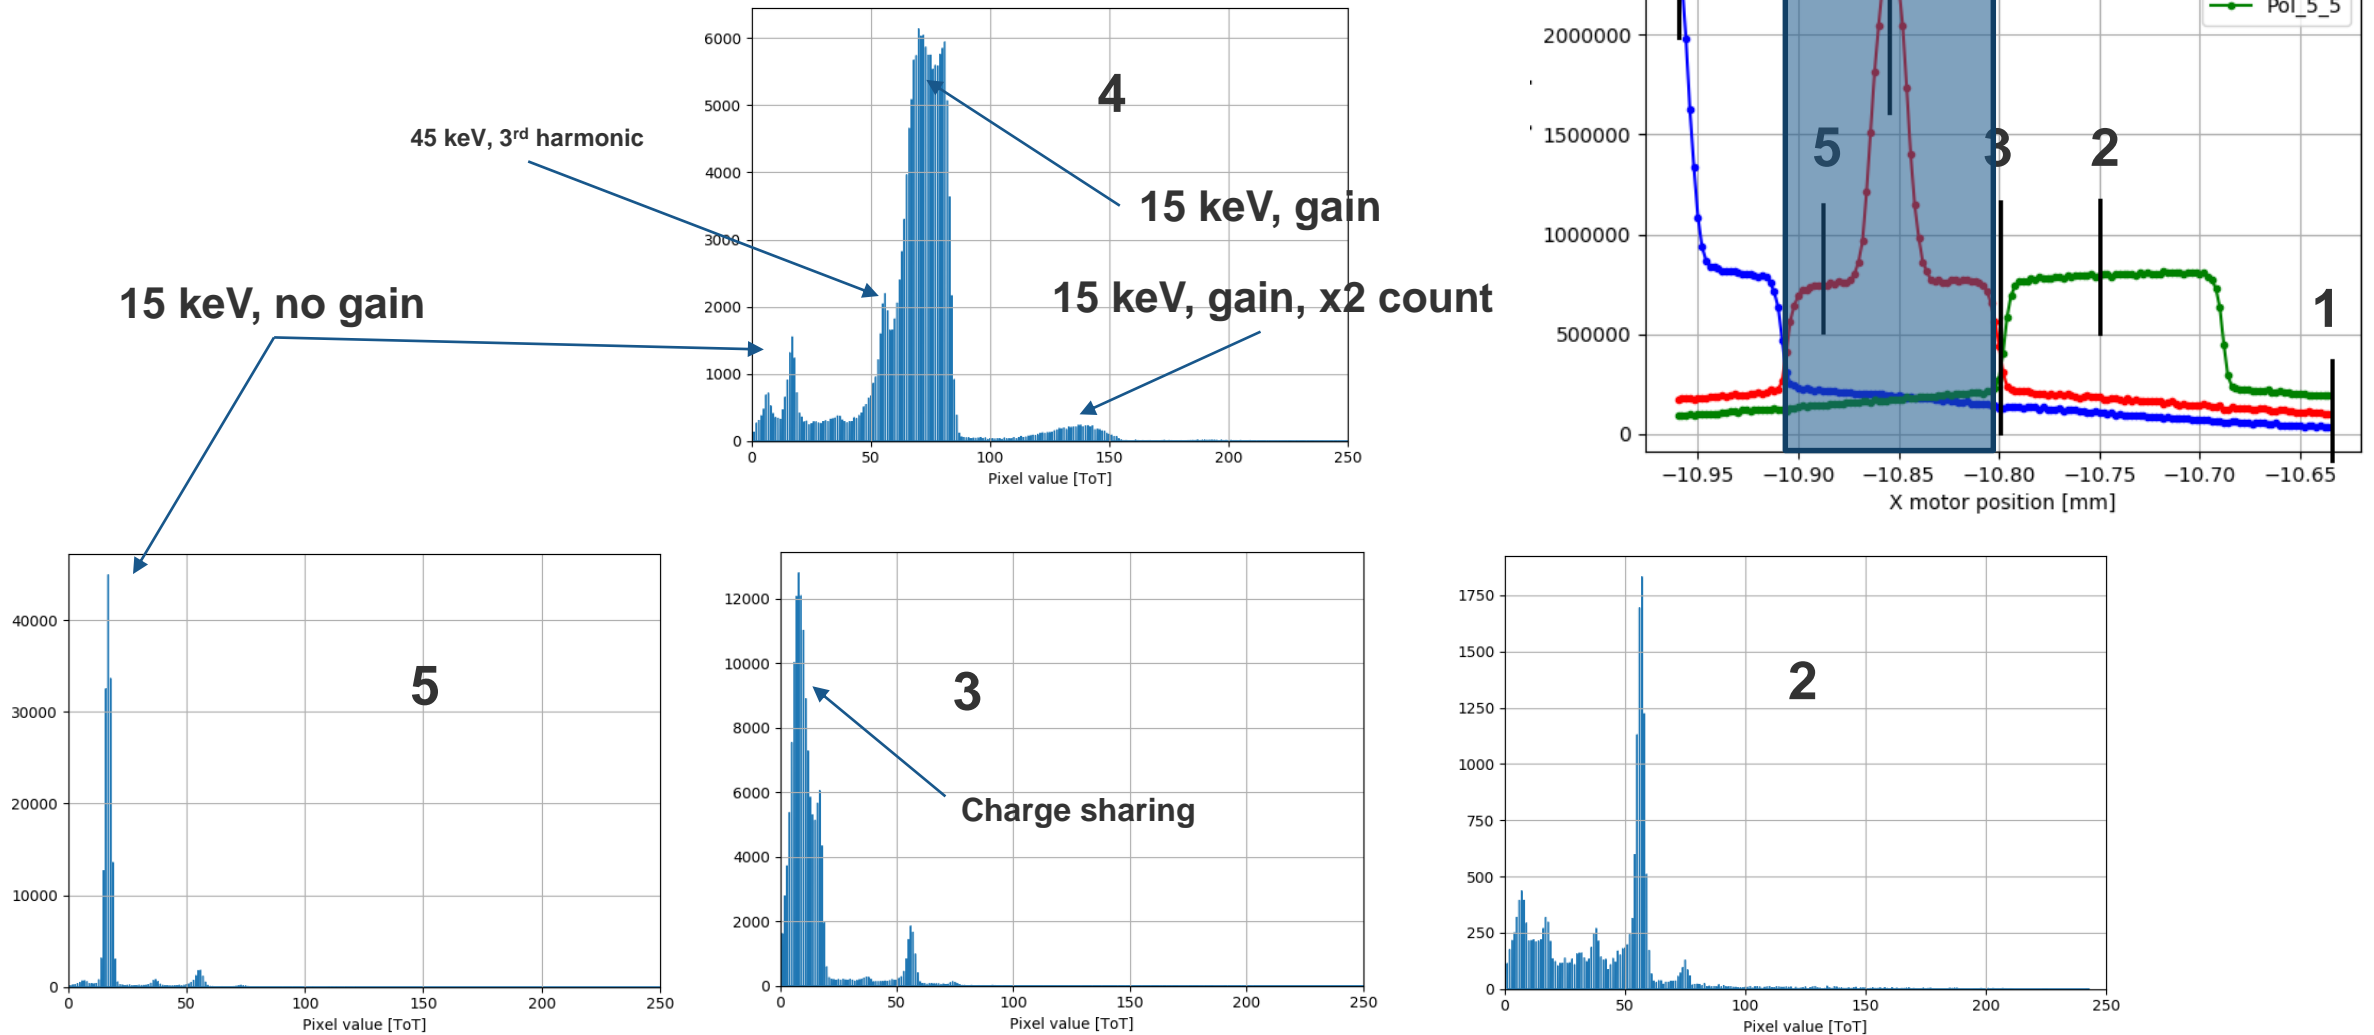 6000
5000
4000
3000
2000
1000
0
0 50 100 150 200 250
Pixel value [ToT]
4
45 keV, 3rd harmonic
15 keV, gain
15 keV, gain, x2 count
15 keV, no gain
Pol_5_5
2000000
1500000
1000000
500000
0
5
3
2
1
−10.95 −10.90 −10.85 −10.80 −10.75 −10.70 −10.65
X motor position [mm]
40000
30000
20000
10000
0
0 50 100 150 200 250
Pixel value [ToT]
5
12000
10000
8000
6000
4000
2000
0
0 50 100 150 200 250
Pixel value [ToT]
3
Charge sharing
1750
1500
1250
1000
750
500
250
0
0 50 100 150 200 250
Pixel value [ToT]
2